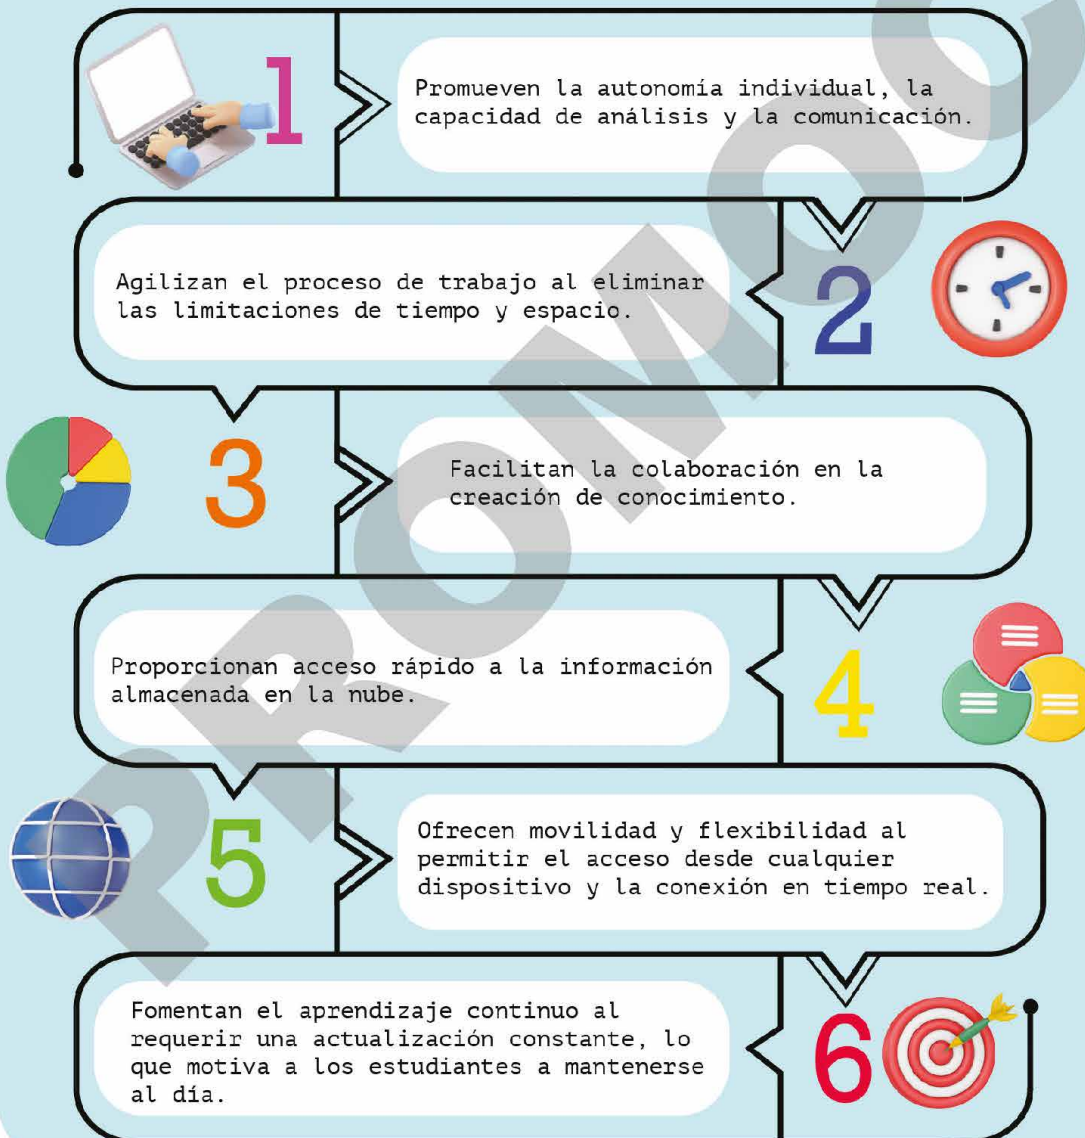 1
Promueven la autonomía individual, la
capacidad de análisis y la comunicación.
Agilizan el proceso de trabajo al eliminar
las limitaciones de tiempo y espacio.
2
3
Facilitan la colaboración en la
creación de conocimiento.
Proporcionan acceso rápido a la información
almacenada en la nube.
4
5
Ofrecen movilidad y flexibilidad al
permitir el acceso desde cualquier
dispositivo y la conexión en tiempo real.
Fomentan el aprendizaje continuo al
requerir una actualización constante, lo
que motiva a los estudiantes a mantenerse
al día.
6
PROMOC